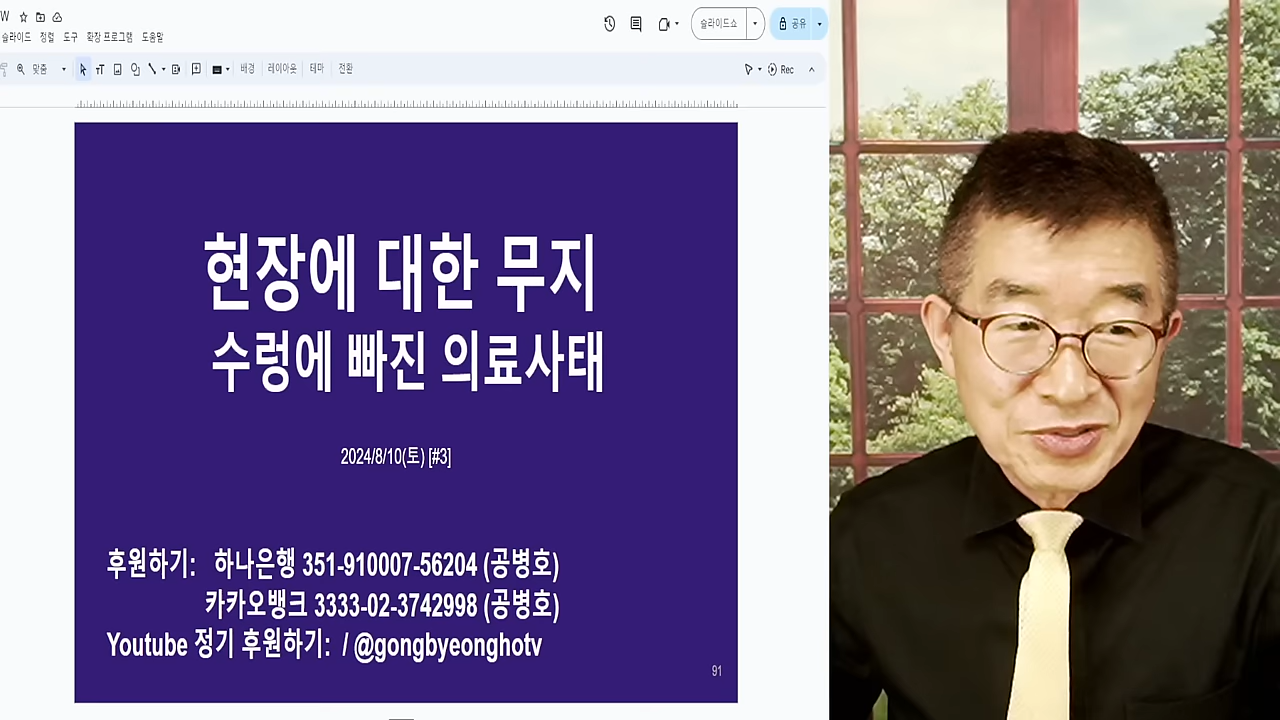 W
슬라이드 정렬 도구 확장 프로그램 도움말
슬라이드쇼
공유
맞춤
배경 레이아웃 테마 전환
Rec
현장에 대한 무지
수렁에 빠진 의료사태
2024/8/10(토) [#3]
후원하기: 하나은행 351-910007-56204 (공병호)
카카오뱅크 3333-02-3742998 (공병호)
Youtube 정기 후원하기: / @gongbyeonghotv
91